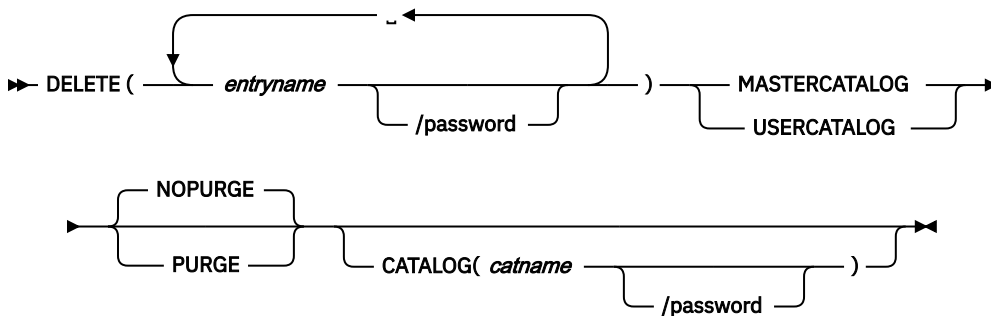 ␣
DELETE ( entryname ) MASTERCATALOG
/password USERCATALOG
NOPURGE
PURGE CATALOG( catname )
/password